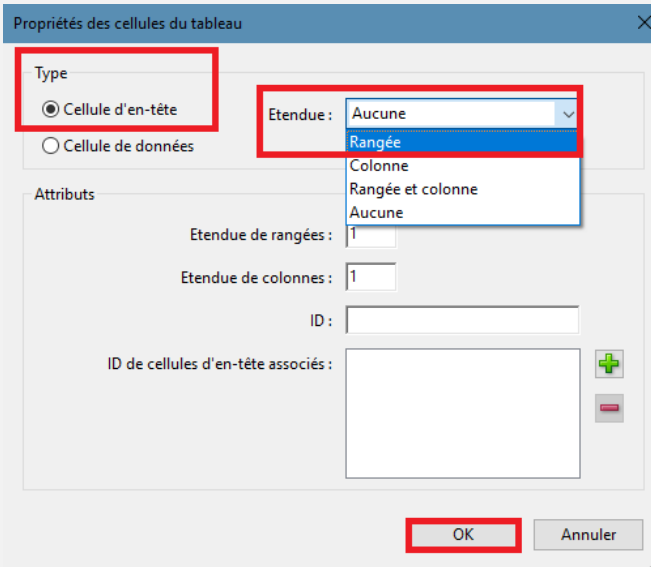 Propriétés des cellules du tableau
Type
Cellule d'en-tête
Etendue : Aucune
Cellule de données
Rangée
Colonne
Rangée et colonne
Aucune
Attributs
Etendue de rangées : 1
Etendue de colonnes : 1
ID :
ID de cellules d'en-tête associés :
OK Annuler